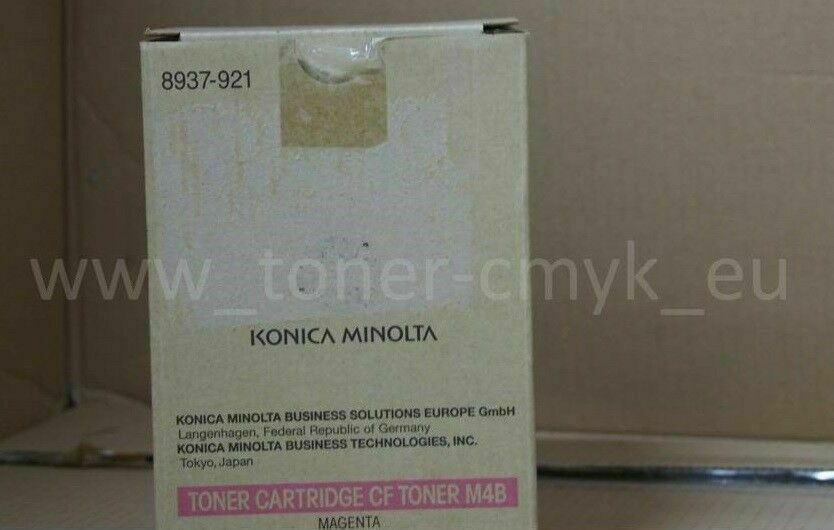 8937-921
www_toner-cmyk_eu
KONICA MINOLTA
KONICA MINOLTA BUSINESS SOLUTIONS EUROPE GmbH
Langenhagen, Federal Republic of Germany
KONICA MINOLTA BUSINESS TECHNOLOGIES, INC.
Tokyo, Japan
TONER CARTRIDGE CF TONER M4B
MAGENTA